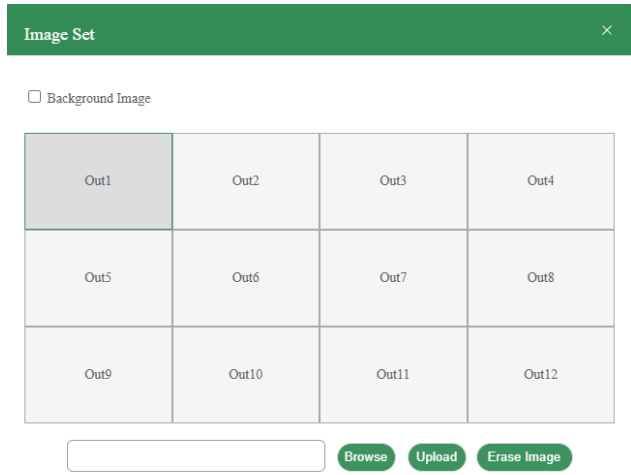 Image Set
Background Image
Out1 Out2 Out3 Out4
Out5 Out6 Out7 Out8
Out9 Out10 Out11 Out12
Browse Upload Erase Image